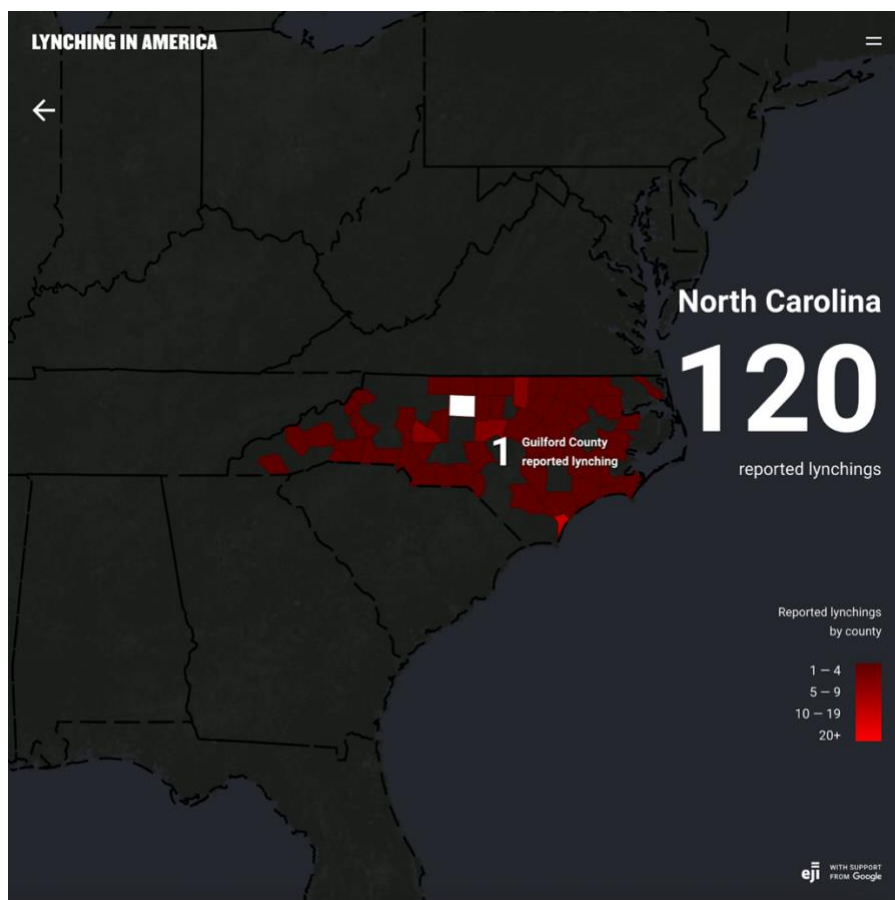 LYNCHING IN AMERICA
North Carolina
120
reported lynchings
1
Guilford County
reported lynching
Reported lynchings
by county
1 – 4
5 – 9
10 – 19
20+
eji
WITH SUPPORT
FROM Google